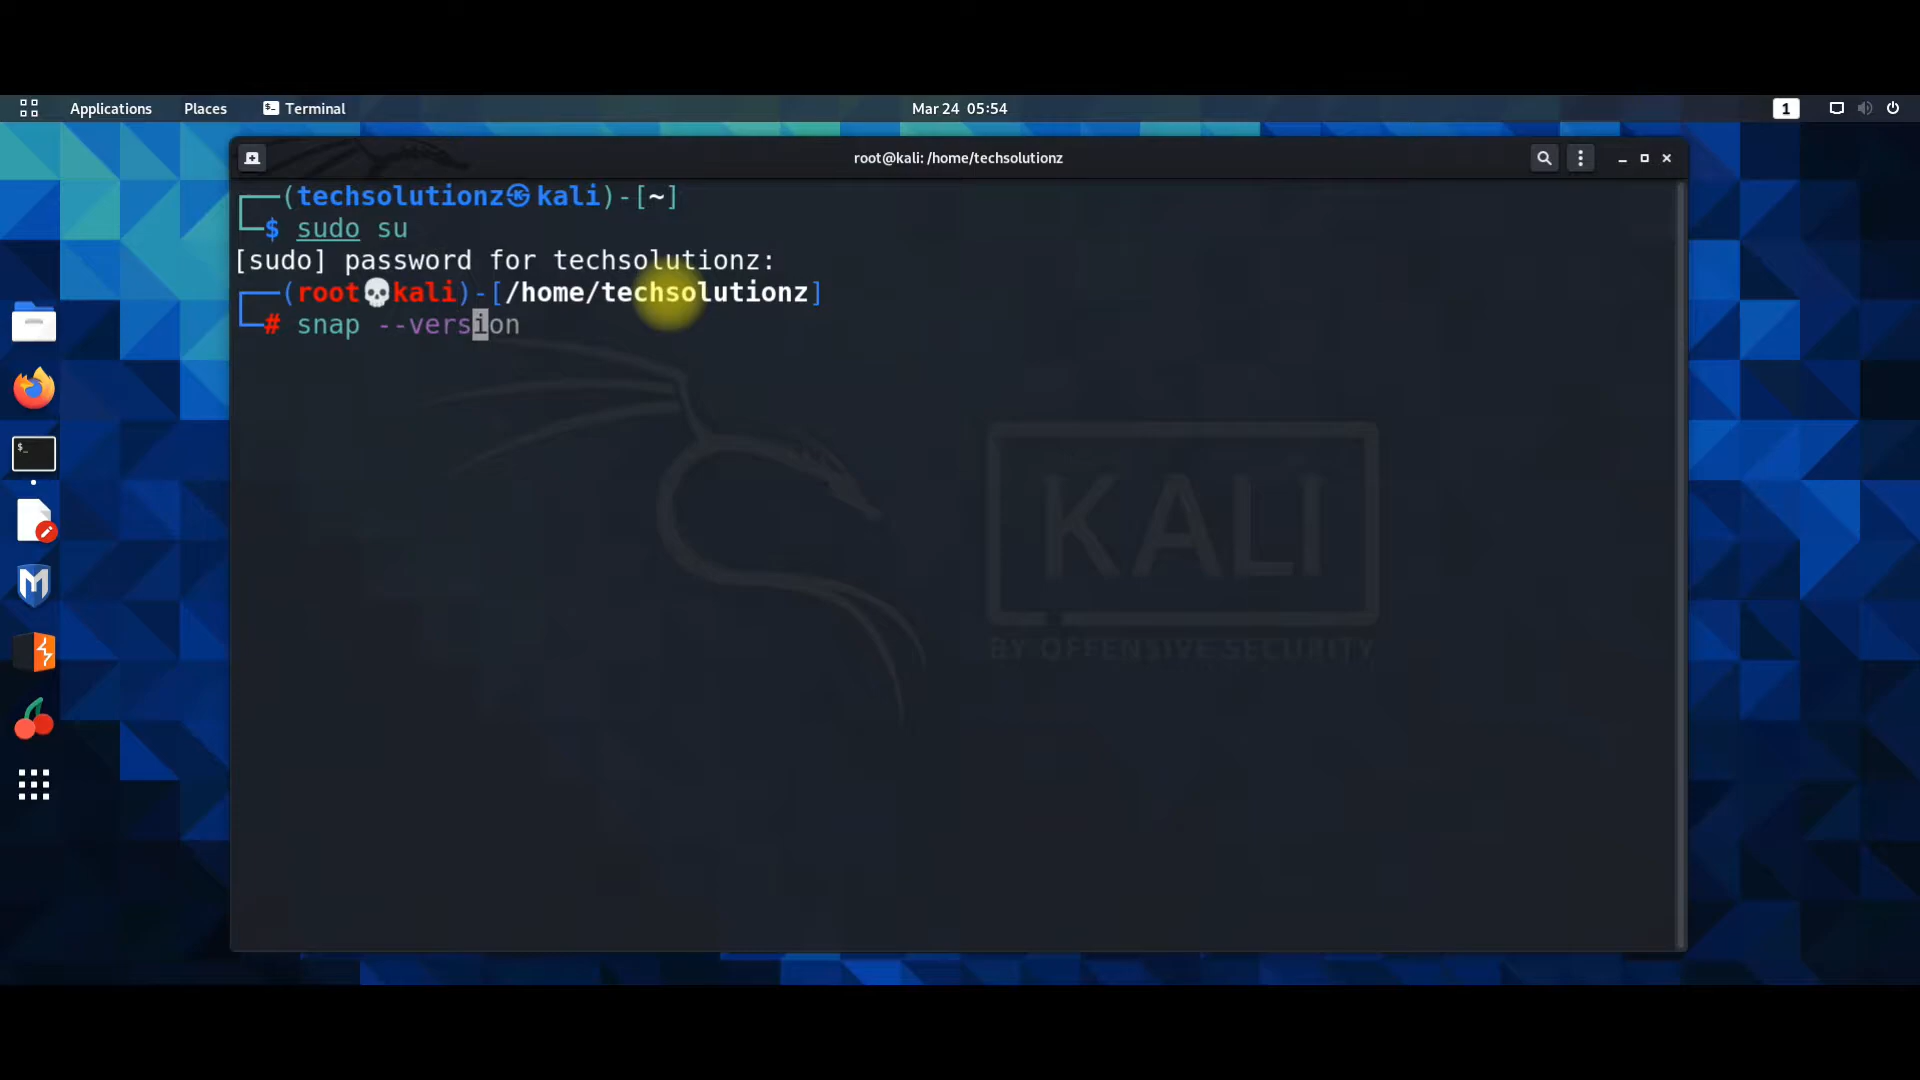 Applications Places Terminal Mar 24 05:54 1
root@kali: /home/techsolutionz
┌──(techsolutionz㉿kali)-[~]
└─$ sudo su
[sudo] password for techsolutionz:
┌──(root💀kali)-[/home/techsolutionz]
└─# snap --version
KALI
BY OFFENSIVE SECURITY